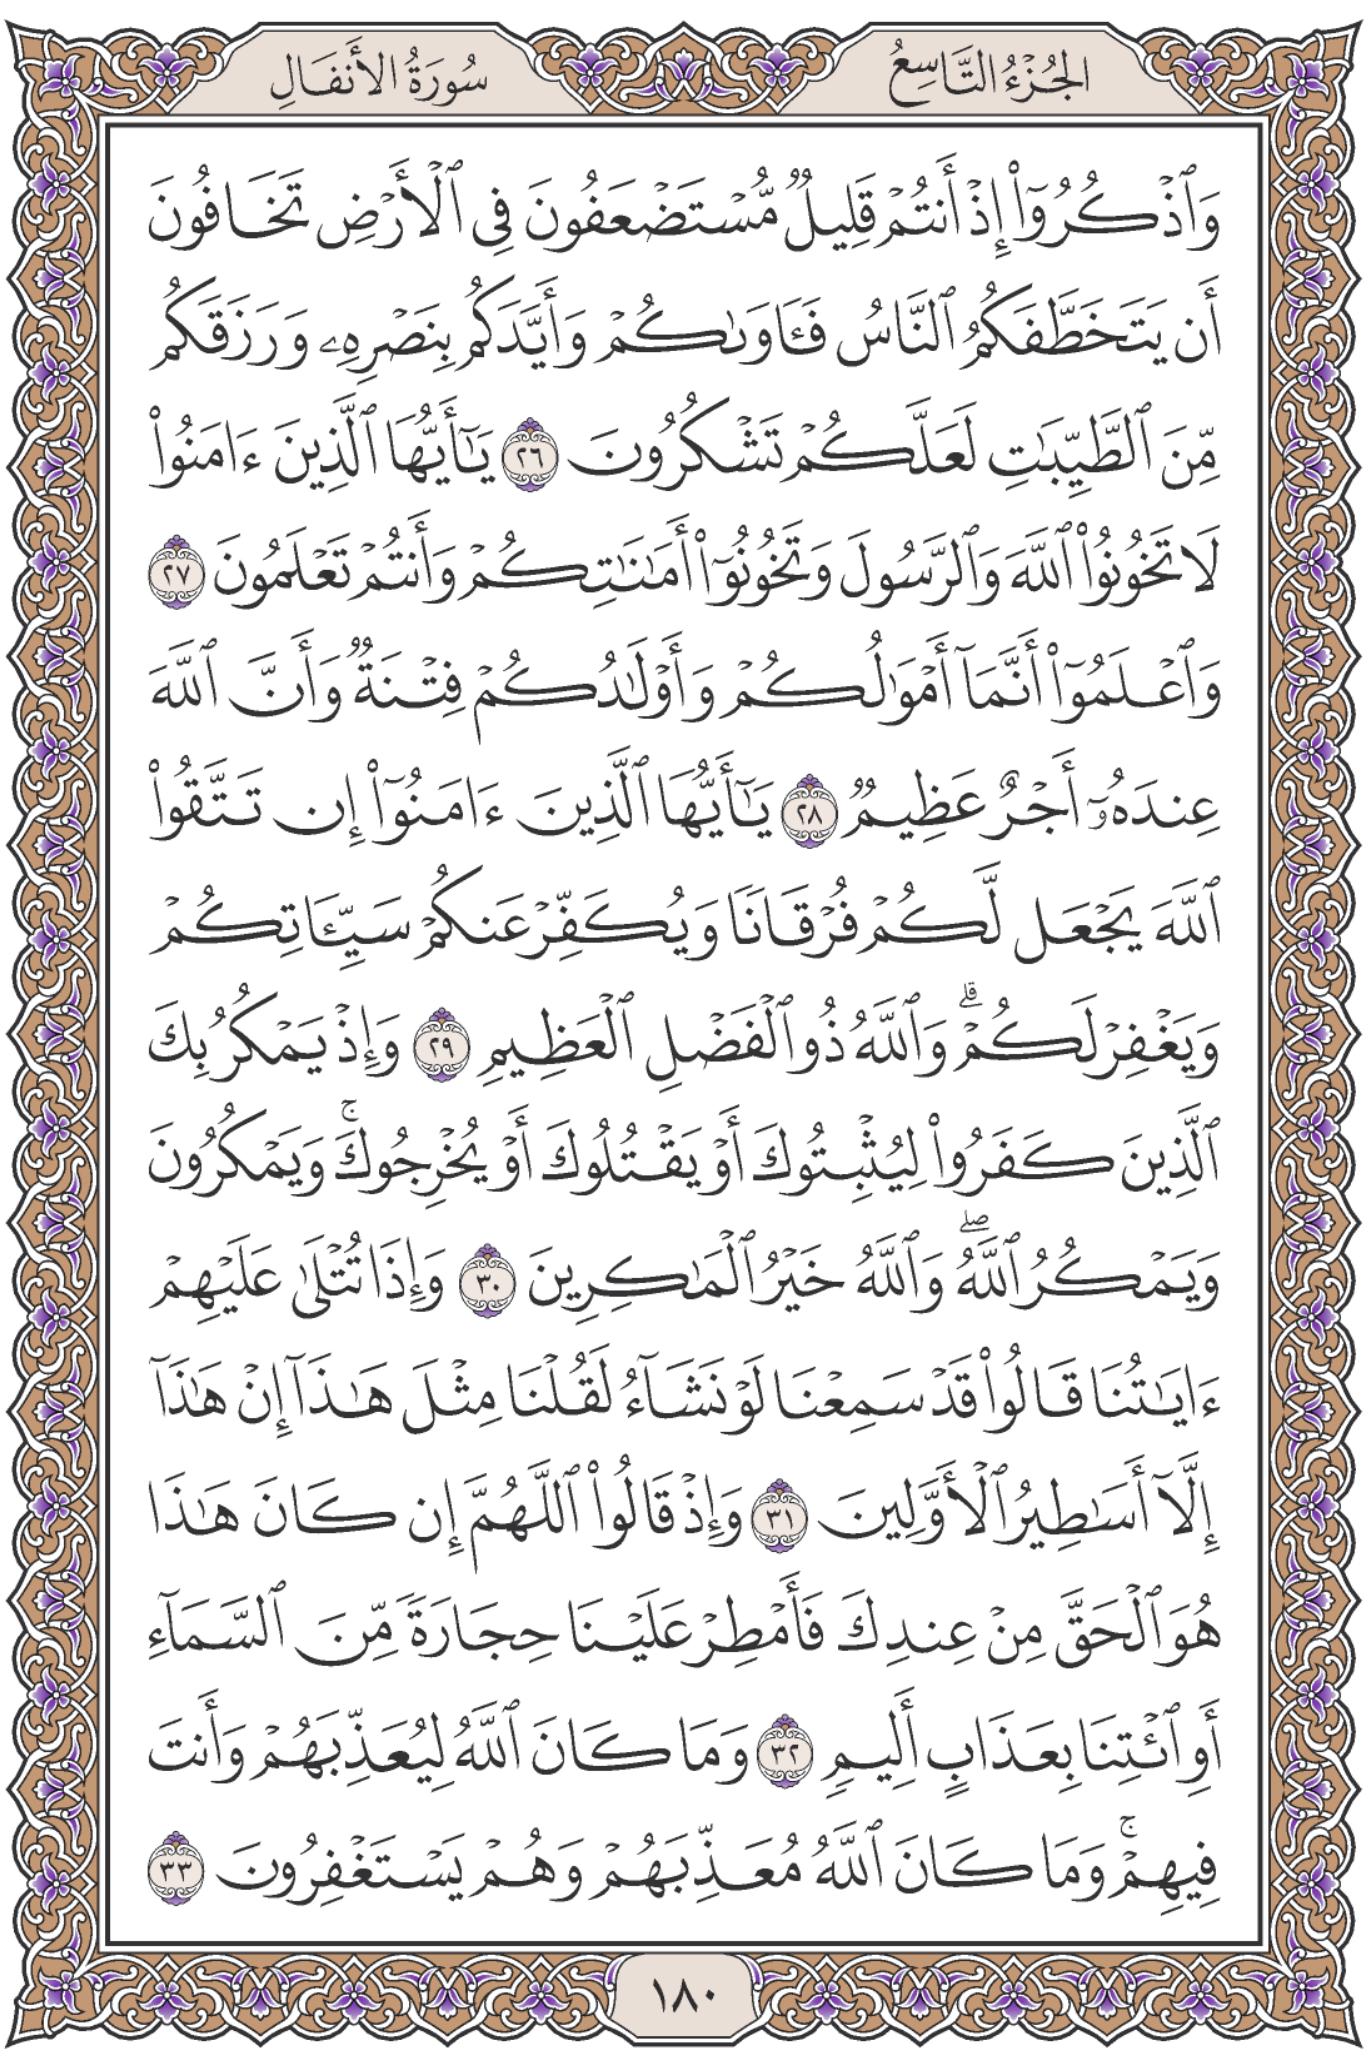 الجُزْءُ التَّاسِعُ
سُورَةُ الأَنفَالِ
وَٱذْكُرُوٓا۟ إِذْ أَنتُمْ قَلِيلٌ مُّسْتَضْعَفُونَ فِى ٱلْأَرْضِ تَخَافُونَ
أَن يَتَخَطَّفَكُمُ ٱلنَّاسُ فَـَٔاوَىٰكُمْ وَأَيَّدَكُم بِنَصْرِهِۦ وَرَزَقَكُم
مِّنَ ٱلطَّيِّبَـٰتِ لَعَلَّكُمْ تَشْكُرُونَ ٢٦ يَـٰٓأَيُّهَا ٱلَّذِينَ ءَامَنُوا۟
لَا تَخُونُوا۟ ٱللَّهَ وَٱلرَّسُولَ وَتَخُونُوٓا۟ أَمَـٰنَـٰتِكُمْ وَأَنتُمْ تَعْلَمُونَ ٢٧
وَٱعْلَمُوٓا۟ أَنَّمَآ أَمْوَٰلُكُمْ وَأَوْلَـٰدُكُمْ فِتْنَةٌ وَأَنَّ ٱللَّهَ
عِندَهُۥٓ أَجْرٌ عَظِيمٌ ٢٨ يَـٰٓأَيُّهَا ٱلَّذِينَ ءَامَنُوٓا۟ إِن تَتَّقُوا۟
ٱللَّهَ يَجْعَل لَّكُمْ فُرْقَانًا وَيُكَفِّرْ عَنكُمْ سَيِّـَٔاتِكُمْ
وَيَغْفِرْ لَكُمْ ۗ وَٱللَّهُ ذُو ٱلْفَضْلِ ٱلْعَظِيمِ ٢٩ وَإِذْ يَمْكُرُ بِكَ
ٱلَّذِينَ كَفَرُوا۟ لِيُثْبِتُوكَ أَوْ يَقْتُلُوكَ أَوْ يُخْرِجُوكَ ۚ وَيَمْكُرُونَ
وَيَمْكُرُ ٱللَّهُ ۖ وَٱللَّهُ خَيْرُ ٱلْمَـٰكِرِينَ ٣٠ وَإِذَا تُتْلَىٰ عَلَيْهِمْ
ءَايَـٰتُنَا قَالُوا۟ قَدْ سَمِعْنَا لَوْ نَشَآءُ لَقُلْنَا مِثْلَ هَـٰذَآ إِنْ هَـٰذَآ
إِلَّآ أَسَـٰطِيرُ ٱلْأَوَّلِينَ ٣١ وَإِذْ قَالُوا۟ ٱللَّهُمَّ إِن كَانَ هَـٰذَا
هُوَ ٱلْحَقَّ مِنْ عِندِكَ فَأَمْطِرْ عَلَيْنَا حِجَارَةً مِّنَ ٱلسَّمَآءِ
أَوِ ٱئْتِنَا بِعَذَابٍ أَلِيمٍ ٣٢ وَمَا كَانَ ٱللَّهُ لِيُعَذِّبَهُمْ وَأَنتَ
فِيهِمْ ۚ وَمَا كَانَ ٱللَّهُ مُعَذِّبَهُمْ وَهُمْ يَسْتَغْفِرُونَ ٣٣
١٨٠